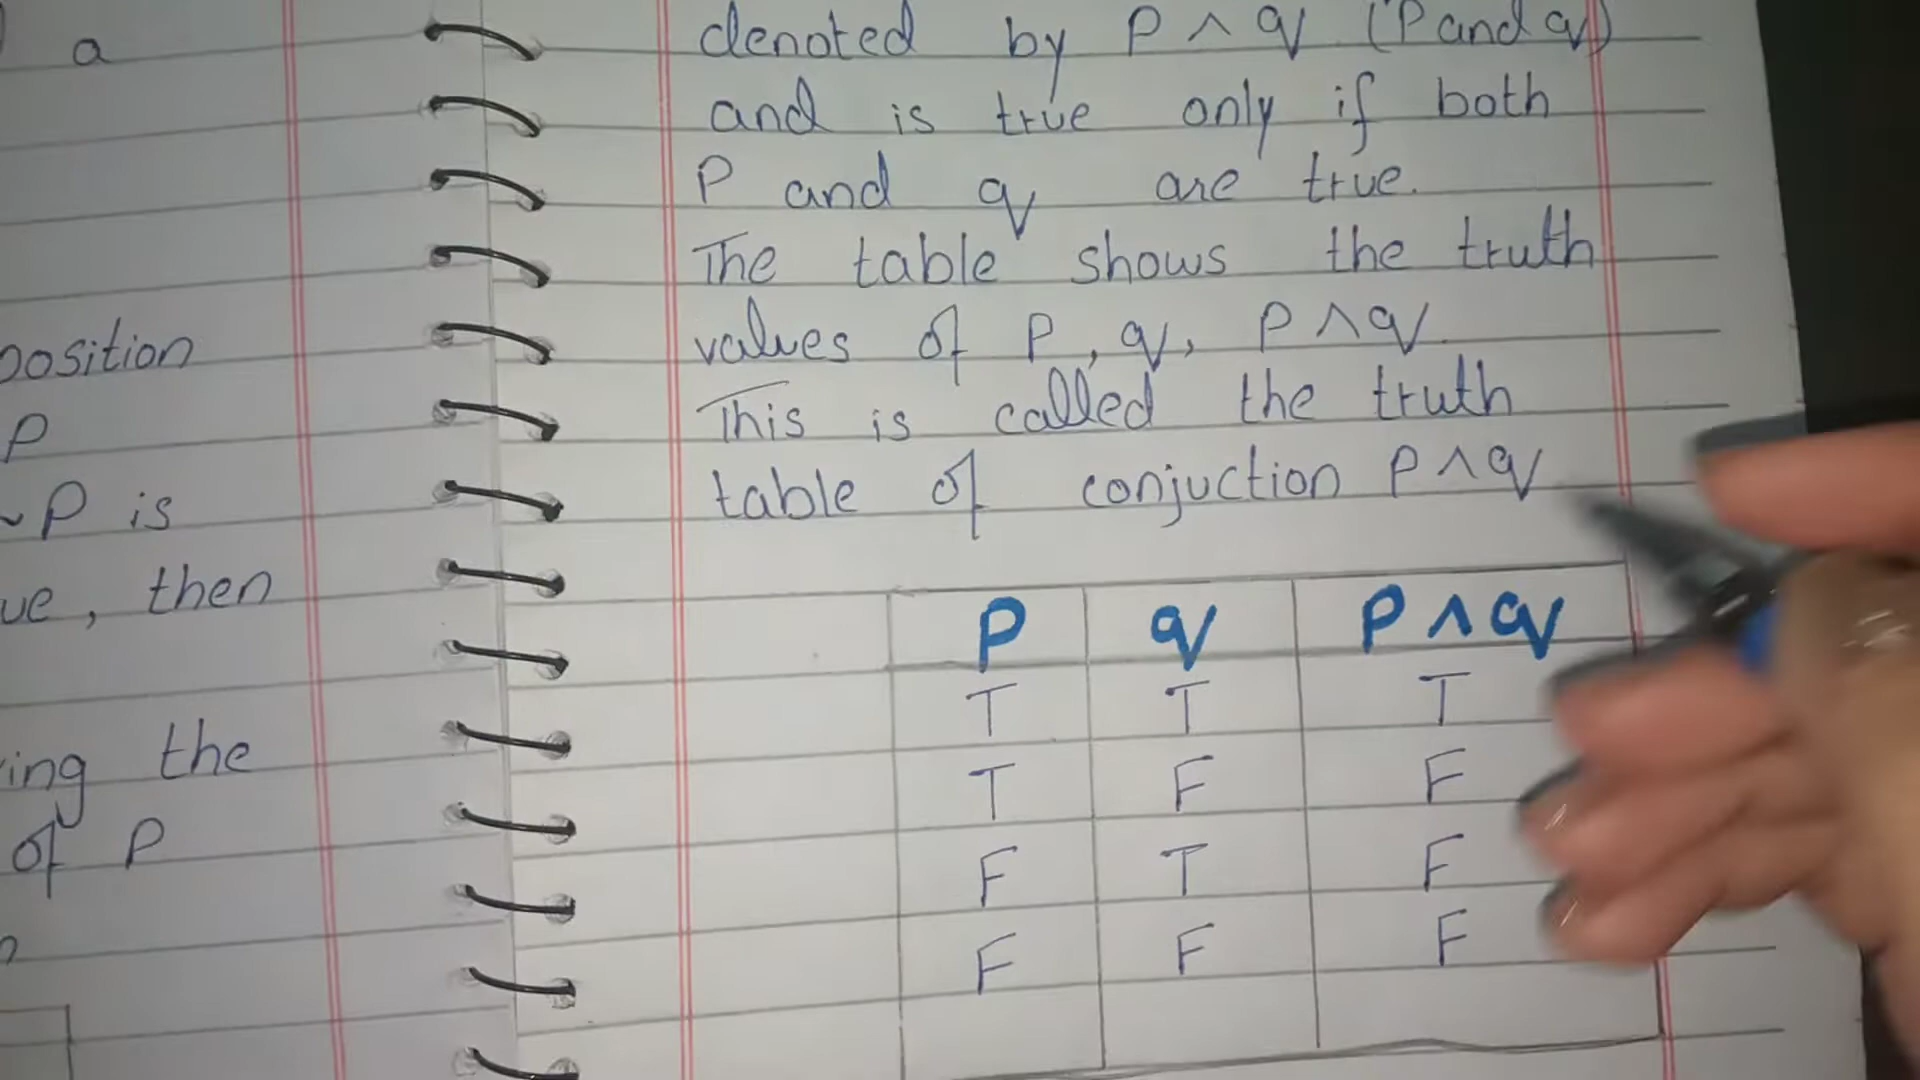 a
position
P
~P is
ue, then
ing the
of P
denoted by P ∧ q (P and q)
and is true only if both
P and q are true.
The table shows the truth
values of P, q, P ∧ q
This is called the truth
table of conjuction P ∧ q
P q P ∧ q
T T T
T F F
F T F
F F F